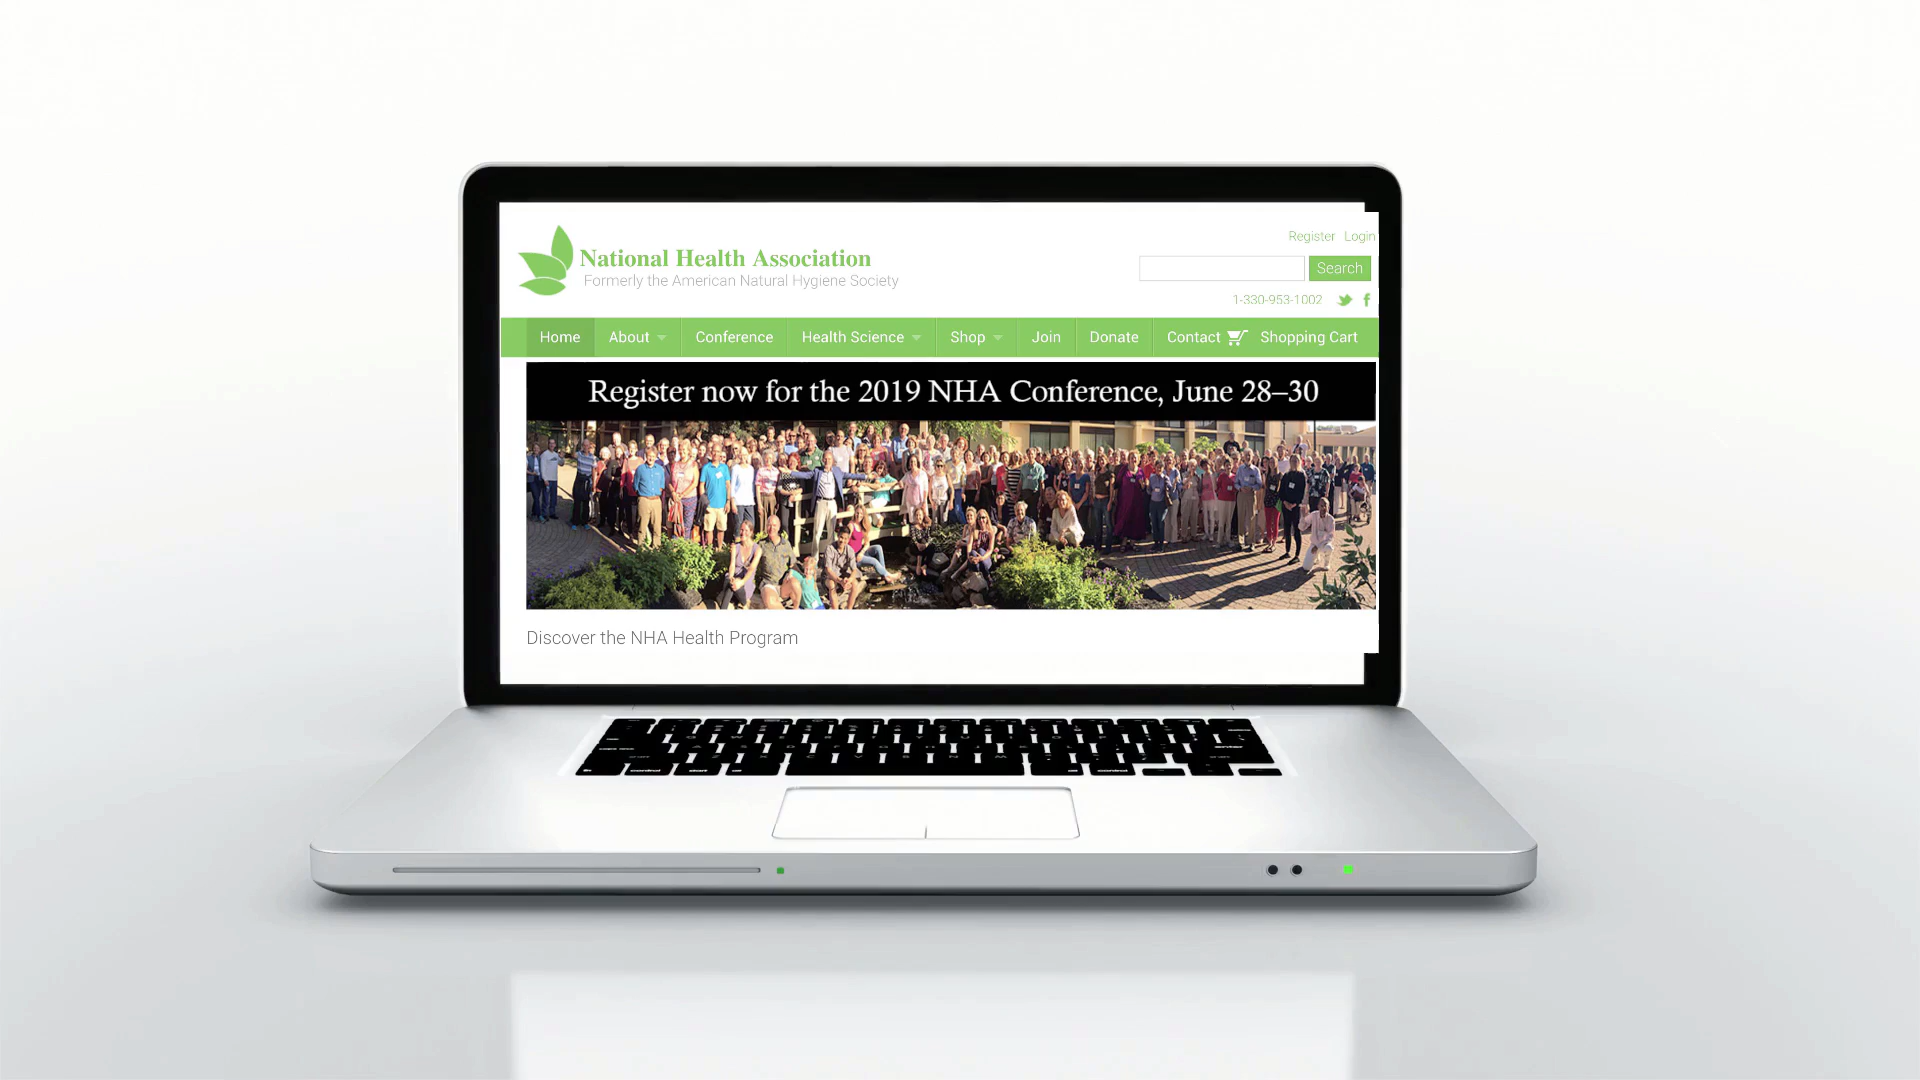 Register Login
National Health Association
Formerly the American Natural Hygiene Society
Search
1-330-953-1002
Home About Conference Health Science Shop Join Donate Contact Shopping Cart
Register now for the 2019 NHA Conference, June 28–30
Discover the NHA Health Program